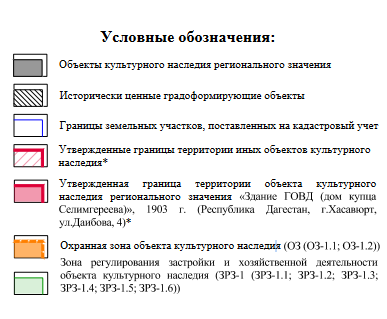 Условные обозначения:
Объекты культурного наследия регионального значения
Исторически ценные градоформирующие объекты
Границы земельных участков, поставленных на кадастровый учет
Утвержденные границы территории иных объектов культурного
наследия*
Утвержденная граница территории объекта культурного
наследия регионального значения «Здание ГОВД (дом купца
Селимгереева)», 1903 г. (Республика Дагестан, г.Хасавюрт,
ул.Даибова, 4)*
Охранная зона объекта культурного наследия (ОЗ (ОЗ-1.1; ОЗ-1.2))
Зона регулирования застройки и хозяйственной деятельности
объекта культурного наследия (ЗРЗ-1 (ЗРЗ-1.1; ЗРЗ-1.2; ЗРЗ-1.3;
ЗРЗ-1.4; ЗРЗ-1.5; ЗРЗ-1.6))